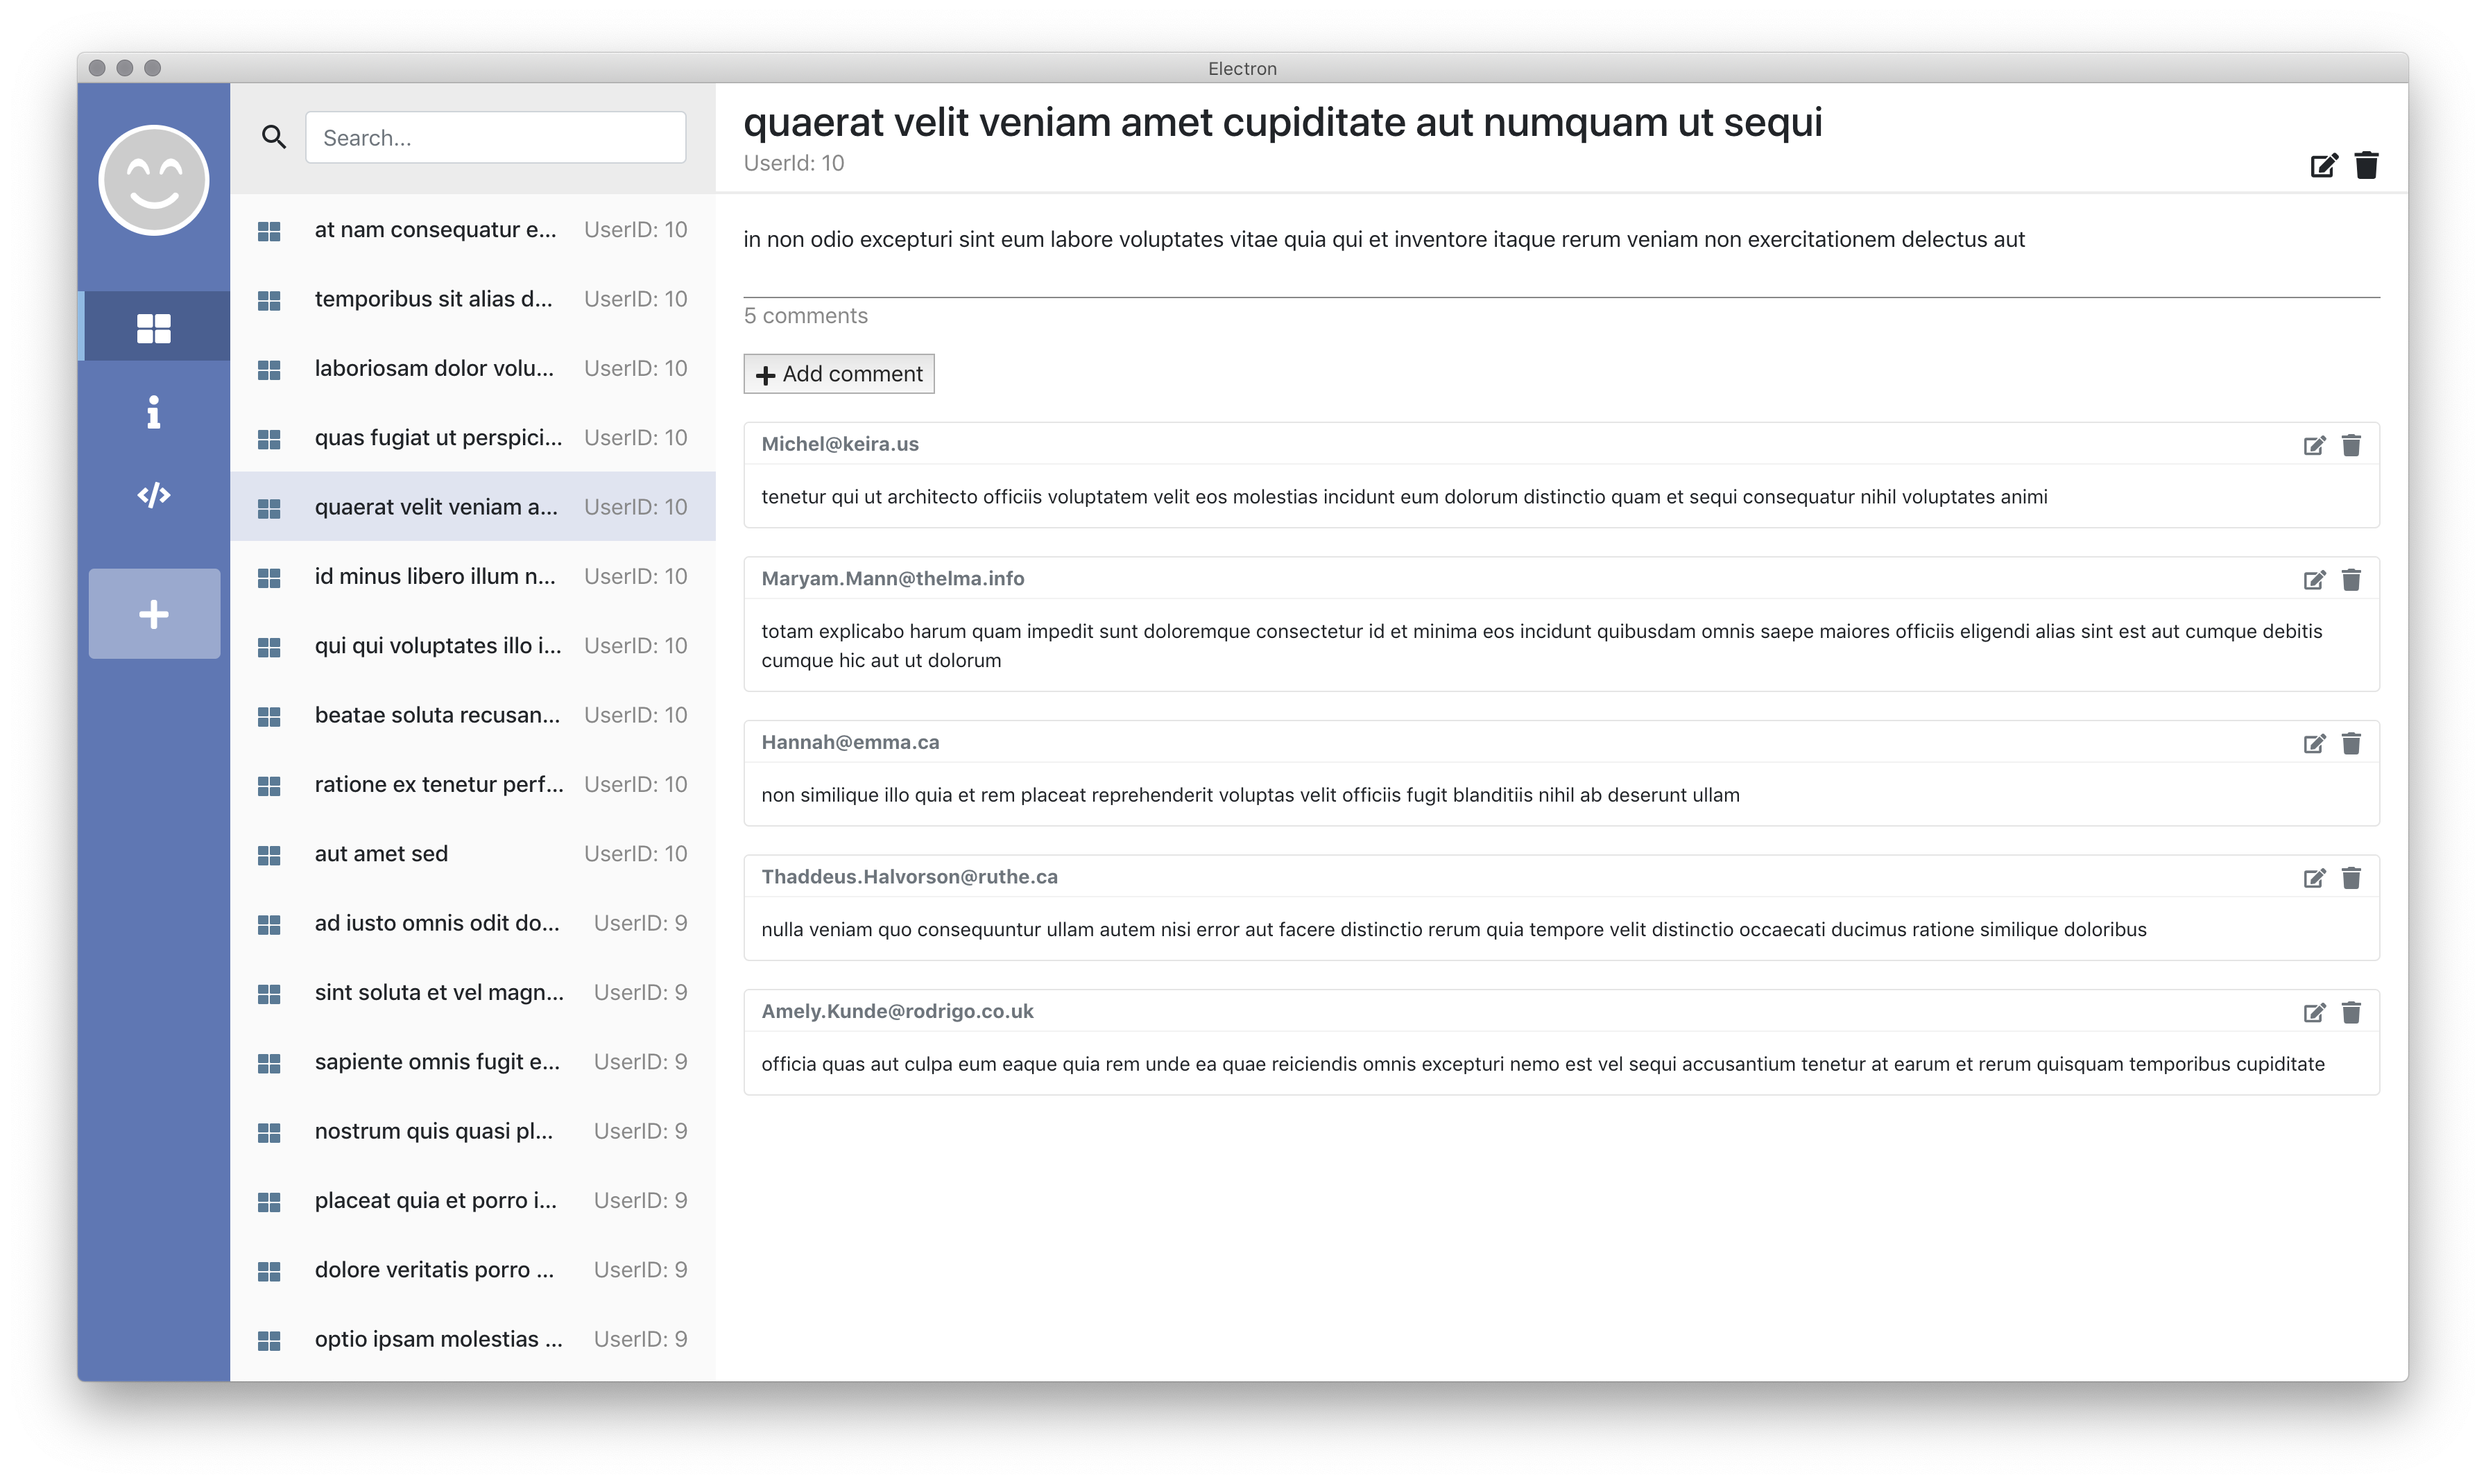 Electron
Search...
at nam consequatur e... UserID: 10
temporibus sit alias d... UserID: 10
laboriosam dolor volu... UserID: 10
quas fugiat ut perspici... UserID: 10
quaerat velit veniam a... UserID: 10
id minus libero illum n... UserID: 10
qui qui voluptates illo i... UserID: 10
beatae soluta recusan... UserID: 10
ratione ex tenetur perf... UserID: 10
aut amet sed UserID: 10
ad iusto omnis odit do... UserID: 9
sint soluta et vel magn... UserID: 9
sapiente omnis fugit e... UserID: 9
nostrum quis quasi pl... UserID: 9
placeat quia et porro i... UserID: 9
dolore veritatis porro ... UserID: 9
optio ipsam molestias ... UserID: 9
quaerat velit veniam amet cupiditate aut numquam ut sequi
UserId: 10
in non odio excepturi sint eum labore voluptates vitae quia qui et inventore itaque rerum veniam non exercitationem delectus aut
5 comments
Add comment
Michel@keira.us
tenetur qui ut architecto officiis voluptatem velit eos molestias incidunt eum dolorum distinctio quam et sequi consequatur nihil voluptates animi
Maryam.Mann@thelma.info
totam explicabo harum quam impedit sunt doloremque consectetur id et minima eos incidunt quibusdam omnis saepe maiores officiis eligendi alias sint est aut cumque debitis
cumque hic aut ut dolorum
Hannah@emma.ca
non similique illo quia et rem placeat reprehenderit voluptas velit officiis fugit blanditiis nihil ab deserunt ullam
Thaddeus.Halvorson@ruthe.ca
nulla veniam quo consequuntur ullam autem nisi error aut facere distinctio rerum quia tempore velit distinctio occaecati ducimus ratione similique doloribus
Amely.Kunde@rodrigo.co.uk
officia quas aut culpa eum eaque quia rem unde ea quae reiciendis omnis excepturi nemo est vel sequi accusantium tenetur at earum et rerum quisquam temporibus cupiditate